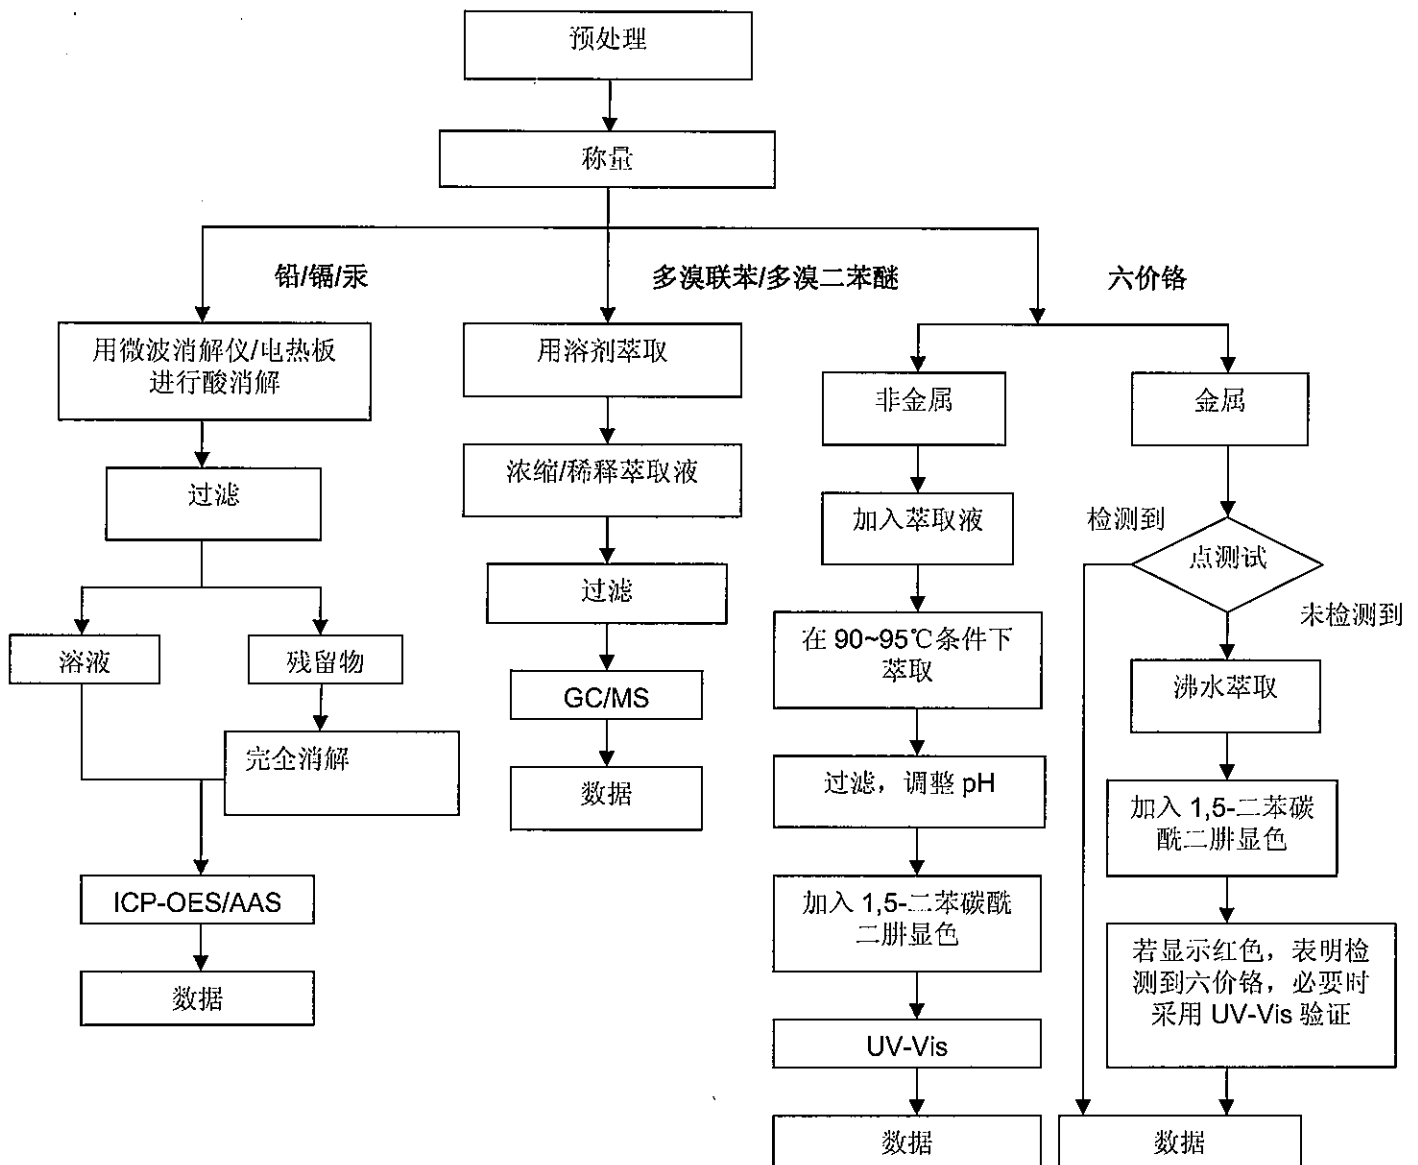 预处理
称量
铅/镉/汞
多溴联苯/多溴二苯醚
六价铬
用微波消解仪/电热板
进行酸消解
过滤
溶液
残留物
完全消解
ICP-OES/AAS
数据
用溶剂萃取
浓缩/稀释萃取液
过滤
GC/MS
数据
非金属
加入萃取液
在 90~95℃条件下
萃取
过滤，调整 pH
加入 1,5-二苯碳酰
二肼显色
UV-Vis
数据
金属
检测到
点测试
未检测到
沸水萃取
加入 1,5-二苯碳
酰二肼显色
若显示红色，表明检
测到六价铬，必要时
采用 UV-Vis 验证
数据